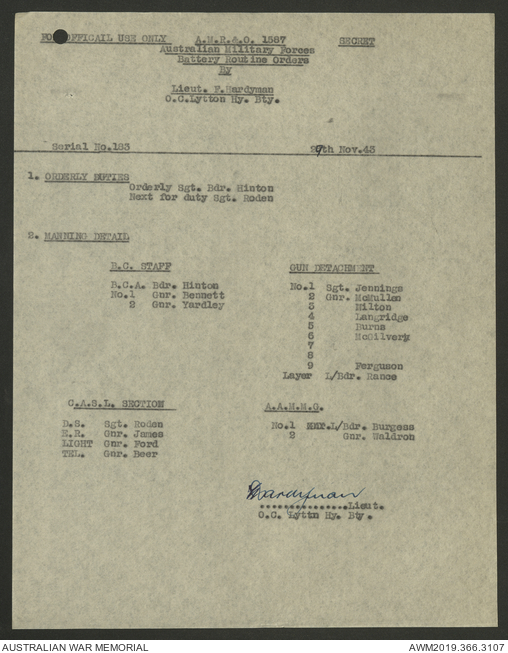 FOR OFFICAIL USE ONLY A.M.R.&O. 1587 SECRET
Australian Military Forces
Battery Routine Orders
By
Lieut. F.Hardyman
O.C.Lytton Hy. Bty.
Serial No.183 29th Nov.43
1. ORDERLY DUTIES
Orderly Sgt. Bdr. Hinton
Next for duty Sgt. Roden
2. MANNING DETAIL
B.C. STAFF
B.C.A. Bdr. Hinton
No.1 Gnr. Bennett
2 Gnr. Yardley
GUN DETACHMENT
No.1 Sgt. Jennings
2 Gnr. McMullen
3 Milton
4 Langridge
5 Burns
6 McGilvery
7
8
9 Ferguson
Layer L/Bdr. Rance
C.A.S.L. SECTION
D.S. Sgt. Roden
E.R. Gnr. James
LIGHT Gnr. Ford
TEL. Gnr. Beer
A.A.M.M.G.
No.1 L/Bdr. Burgess
2 Gnr. Waldron
Hardyman
...............Lieut.
O.C. Lyttn Hy. Bty.
AUSTRALIAN WAR MEMORIAL AWM2019.366.3107